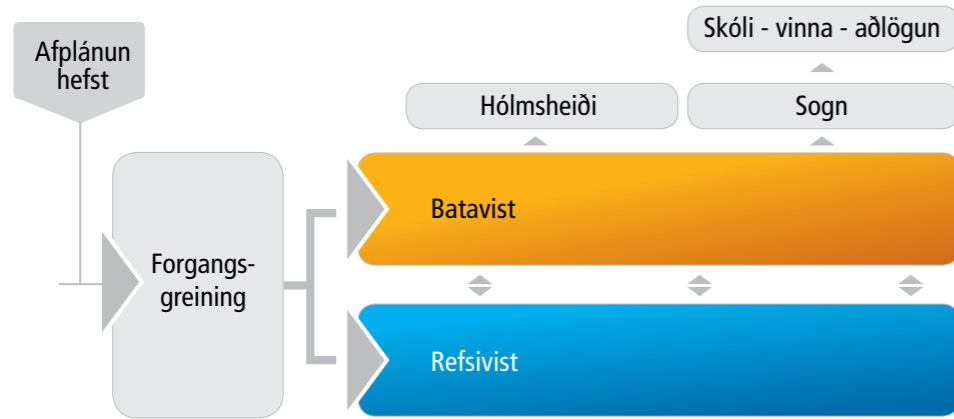 Afplánun
hefst
Skóli - vinna - aðlögun
Hólmsheiði
Sogn
Forgangs-
greining
Batavist
Refsivist